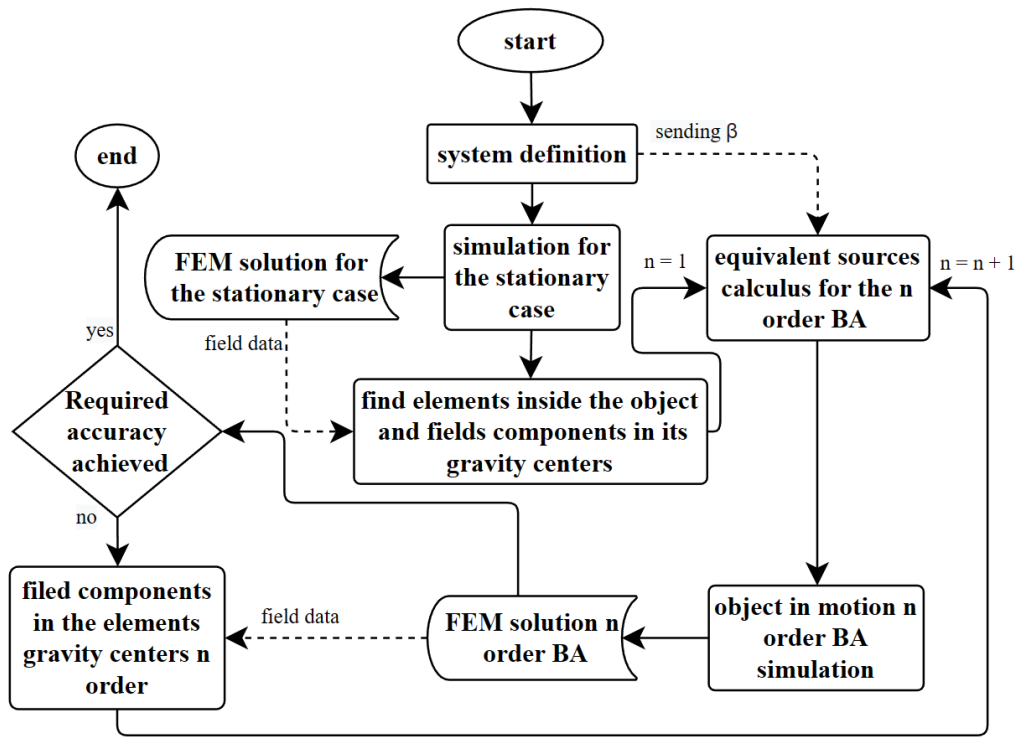 start
end
system definition
sending β
FEM solution for
the stationary case
simulation for
the stationary
case
n = 1
equivalent sources
calculus for the n
order BA
n = n + 1
yes
field data
Required
accuracy
achieved
find elements inside the object
and fields components in its
gravity centers
no
filed components
in the elements
gravity centers n
order
field data
FEM solution n
order BA
object in motion n
order BA
simulation